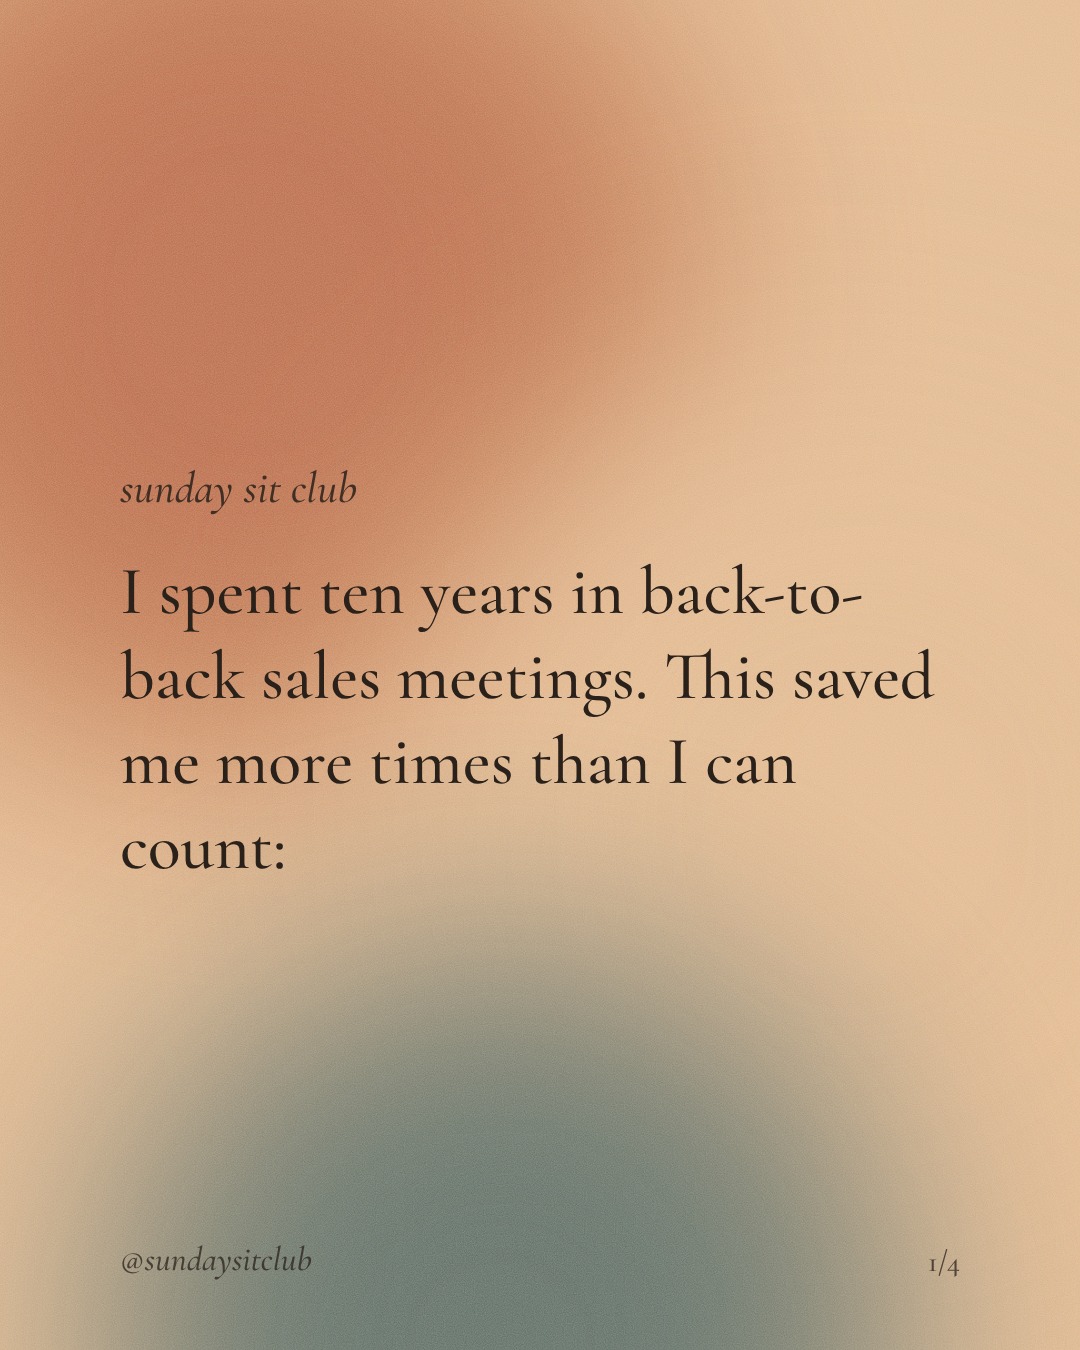 sunday sit club
I spent ten years in back-to-
back sales meetings. This saved
me more times than I can
count:
@sundaysitclub
1/4